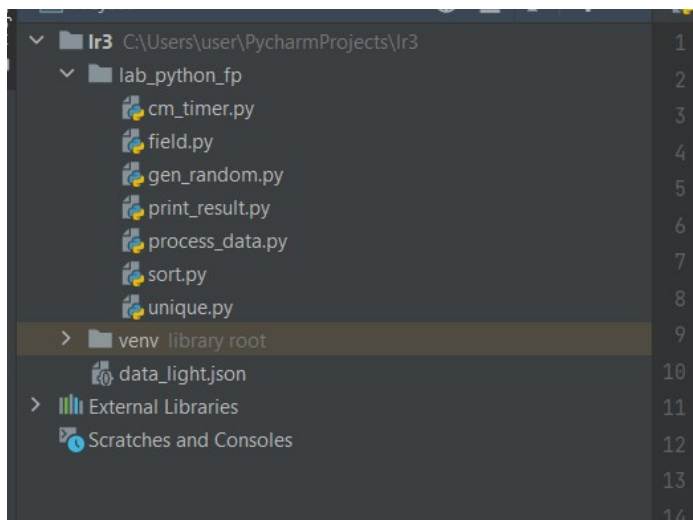 lr3 C:\Users\user\PycharmProjects\lr3
lab_python_fp
cm_timer.py
field.py
gen_random.py
print_result.py
process_data.py
sort.py
unique.py
venv library root
data_light.json
External Libraries
Scratches and Consoles
1
2
3
4
5
6
7
8
9
10
11
12
13
14